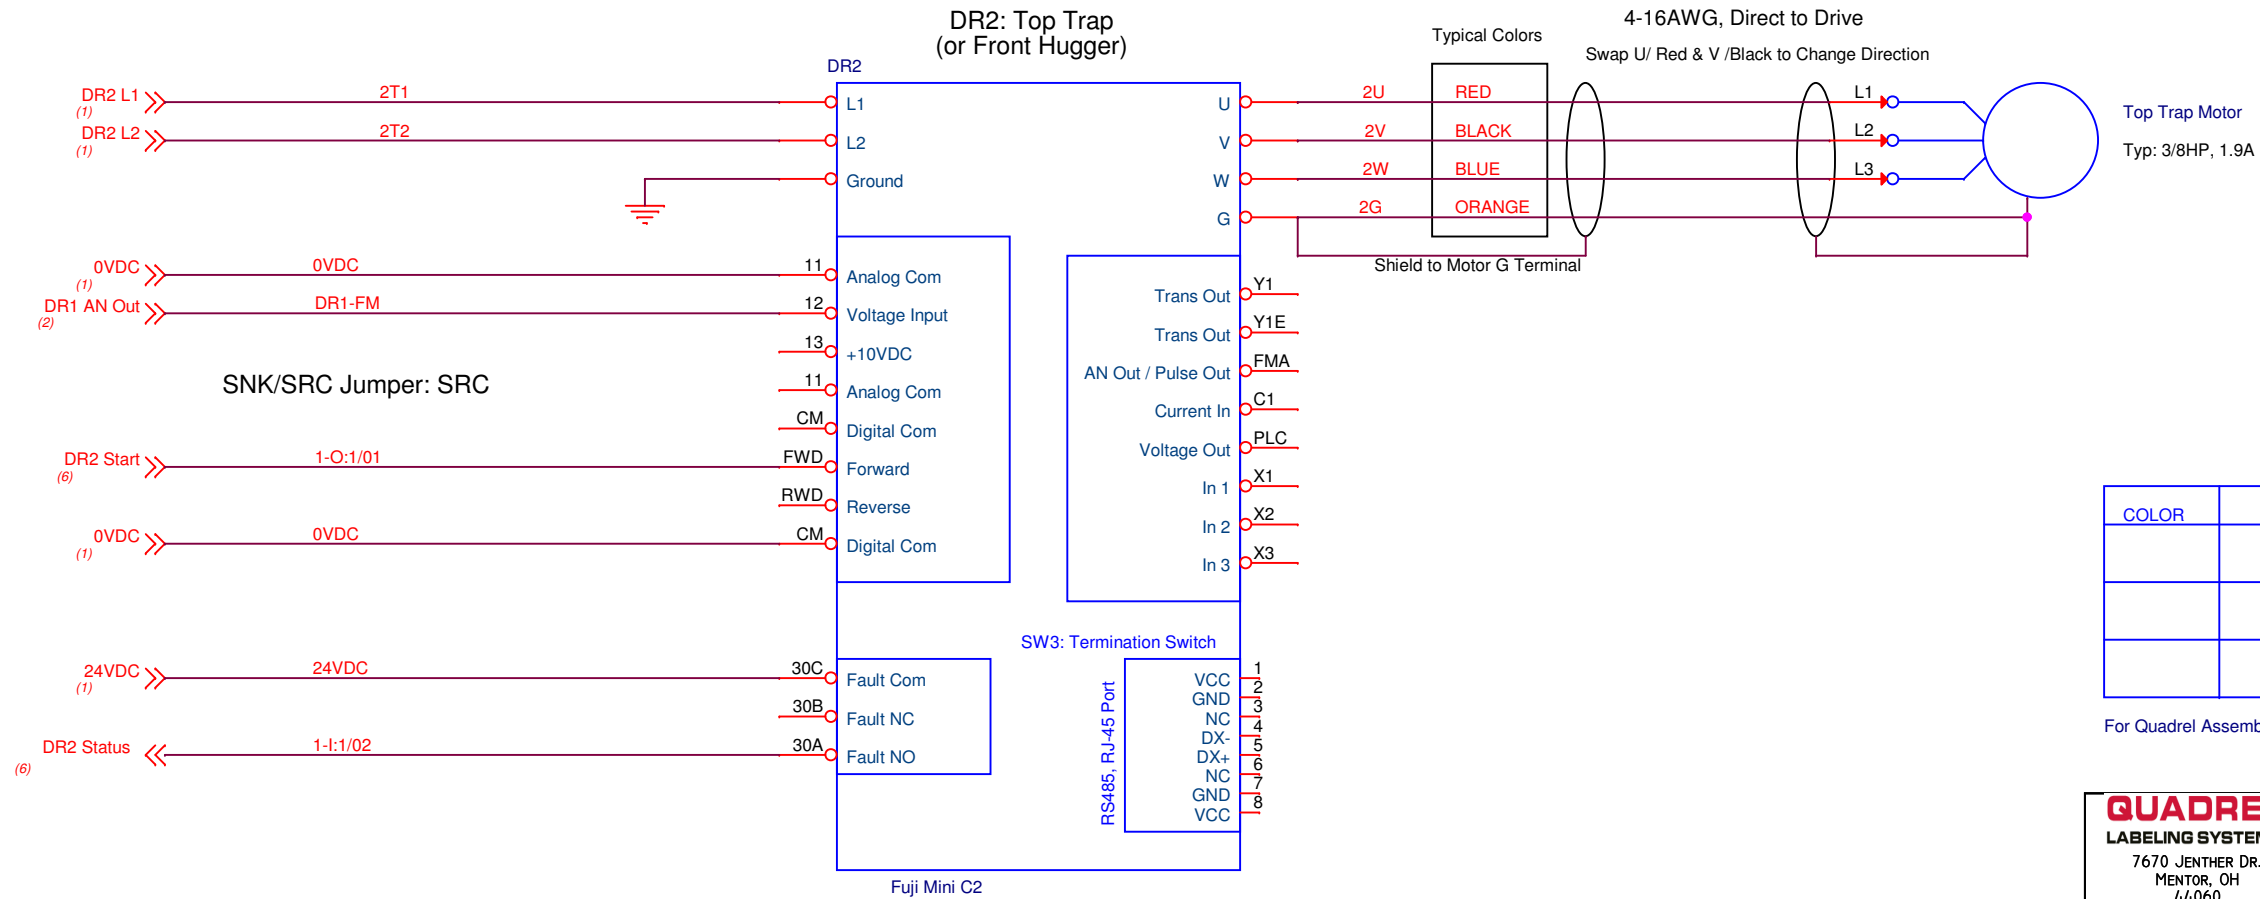 DR2: Top Trap
(or Front Hugger)
4-16AWG, Direct to Drive
Typical Colors
Swap U/ Red & V /Black to Change Direction
DR2
DR2 L1
(1)
2T1
L1
U
2U
RED
L1
DR2 L2
(1)
2T2
L2
V
2V
BLACK
L2
Top Trap Motor
Typ: 3/8HP, 1.9A
Ground
W
2W
BLUE
L3
G
2G
ORANGE
Shield to Motor G Terminal
0VDC
(1)
0VDC
11
Analog Com
DR1 AN Out
(2)
DR1-FM
12
Voltage Input
13
+10VDC
11
Analog Com
SNK/SRC Jumper: SRC
CM
Digital Com
DR2 Start
(6)
1-O:1/01
FWD
Forward
RWD
Reverse
0VDC
(1)
0VDC
CM
Digital Com
Trans Out
Y1
Trans Out
Y1E
AN Out / Pulse Out
FMA
Current In
C1
Voltage Out
PLC
In 1
X1
In 2
X2
In 3
X3
24VDC
(1)
24VDC
30C
Fault Com
30B
Fault NC
DR2 Status
(6)
1-I:1/02
30A
Fault NO
SW3: Termination Switch
RS485, RJ-45 Port
VCC
1
GND
2
NC
3
DX-
4
DX+
5
NC
6
GND
7
VCC
8
Fuji Mini C2
COLOR
For Quadrel Assemb
QUADRE
LABELING SYSTEM
7670 JENTHER DR.
MENTOR, OH
44060